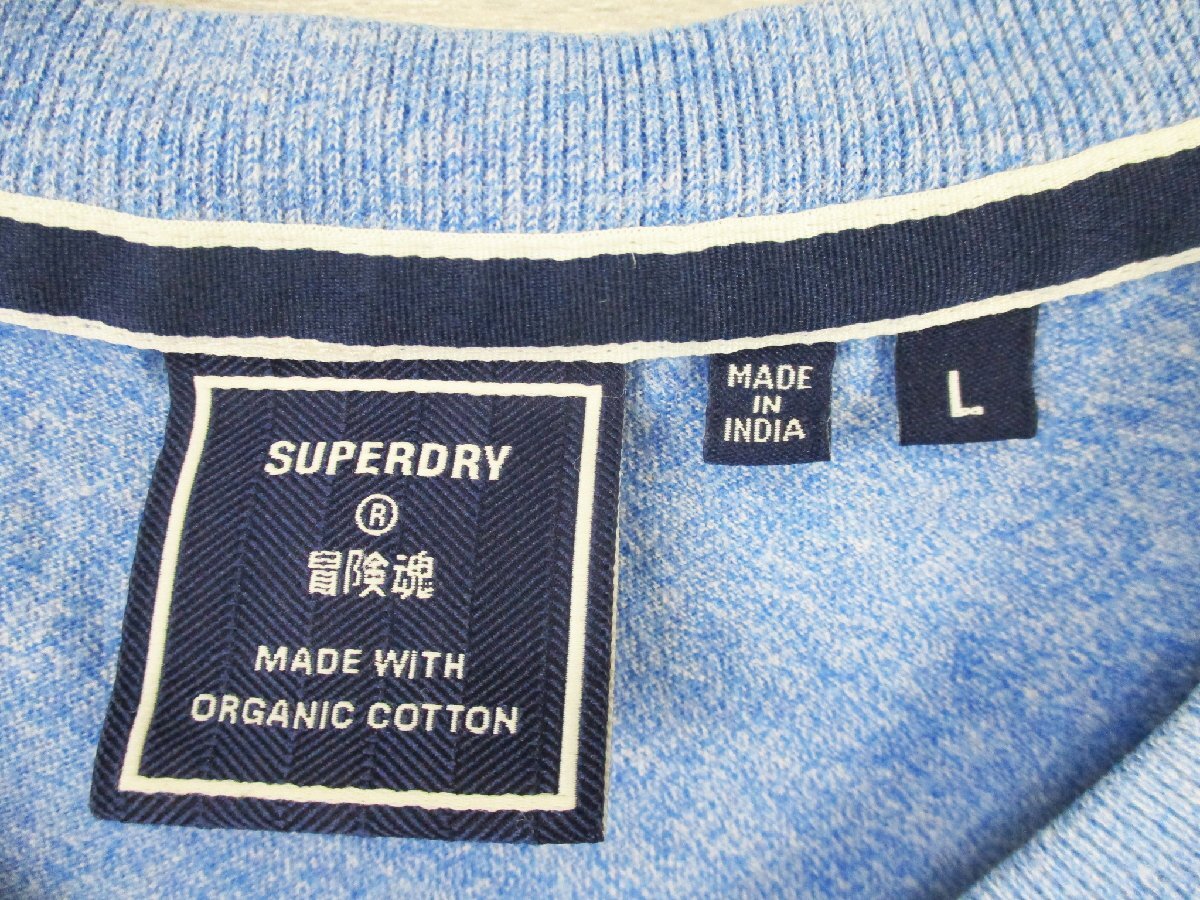 SUPERDRY
®
冒険魂
MADE WITH
ORGANIC COTTON
MADE
IN
INDIA
L